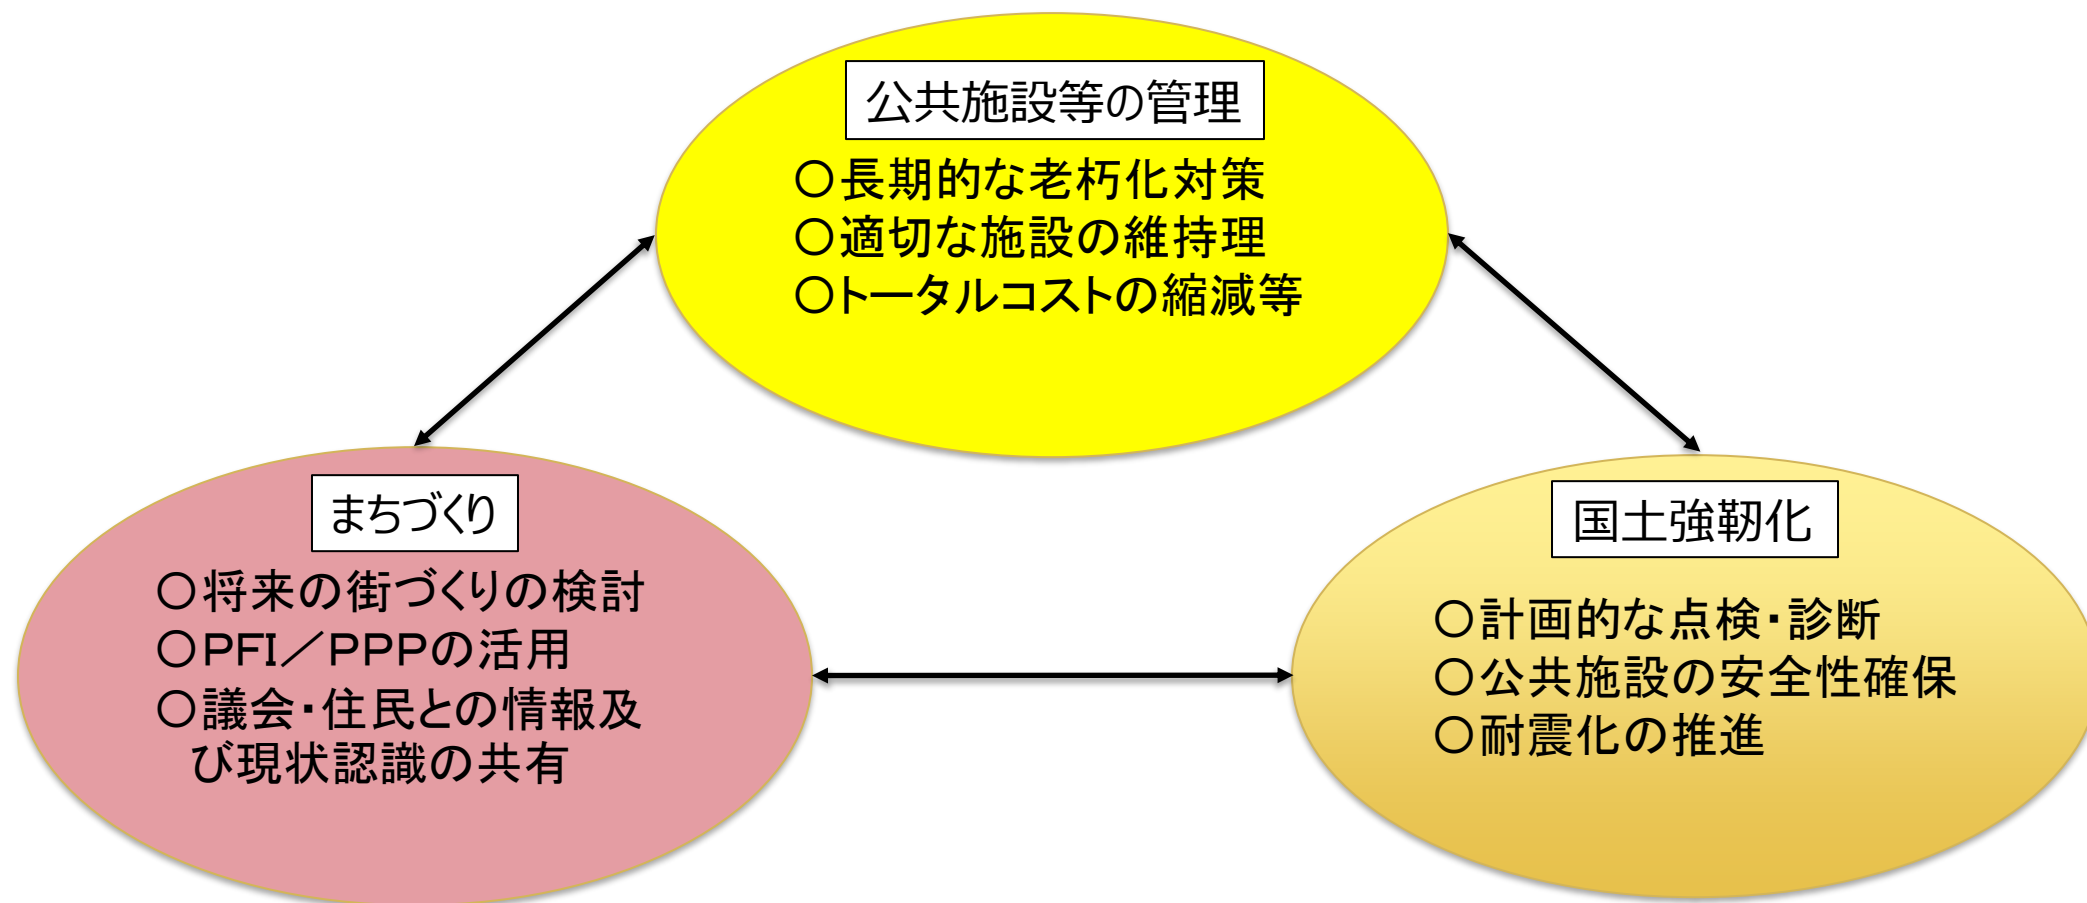 公共施設等の管理
○長期的な老朽化対策
○適切な施設の維持理
○トータルコストの縮減等
まちづくり
○将来の街づくりの検討
○PFI／PPPの活用
○議会・住民との情報及
び現状認識の共有
国土強靭化
○計画的な点検・診断
○公共施設の安全性確保
○耐震化の推進